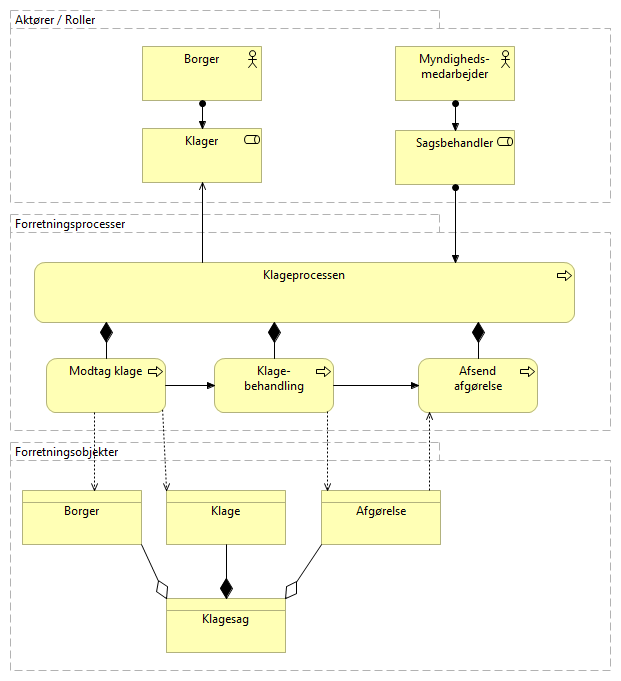 Aktører / Roller
Borger
Myndigheds-
medarbejder
Klager
Sagsbehandler
Forretningsprocesser
Klageprocessen
Modtag klage
Klage-
behandling
Afsend
afgørelse
Forretningsobjekter
Borger
Klage
Afgørelse
Klagesag